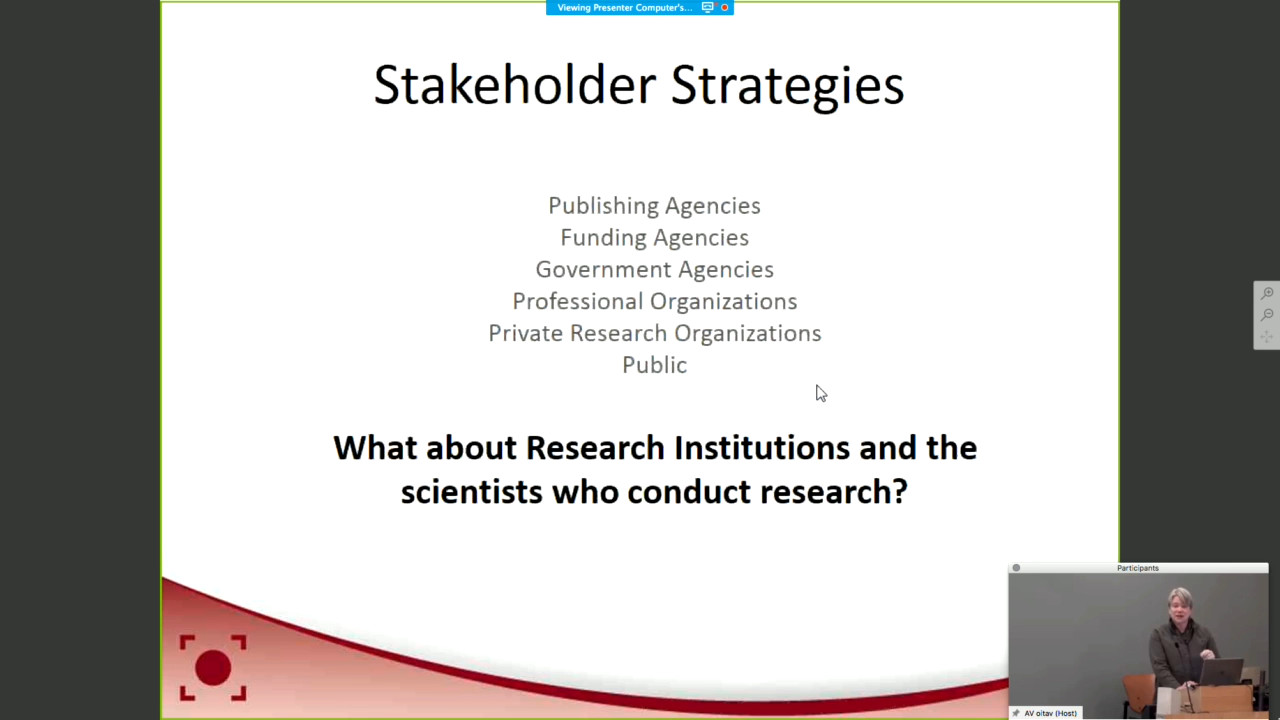 Viewing Presenter Computer's...
Stakeholder Strategies
Publishing Agencies
Funding Agencies
Government Agencies
Professional Organizations
Private Research Organizations
Public
What about Research Institutions and the
scientists who conduct research?
Participants
AV oitav (Host)